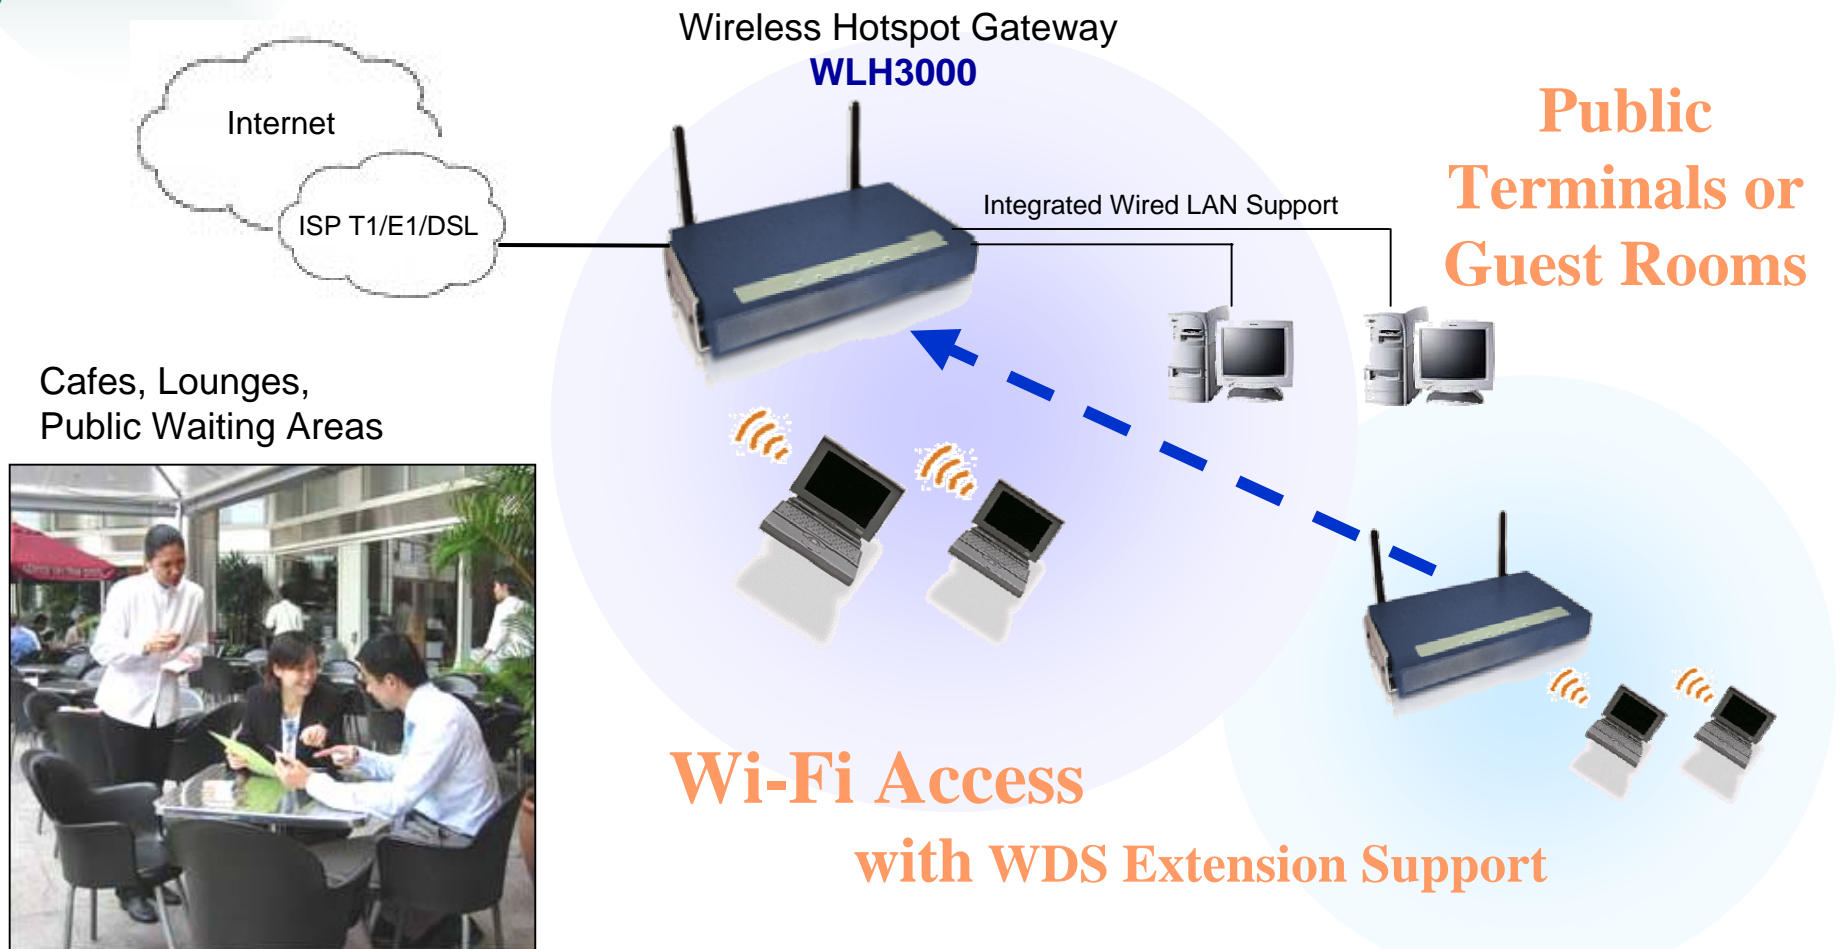 Wireless Hotspot Gateway
WLH3000
Internet
ISP T1/E1/DSL
Integrated Wired LAN Support
Public
Terminals or
Guest Rooms
Cafes, Lounges,
Public Waiting Areas
Wi-Fi Access
with WDS Extension Support